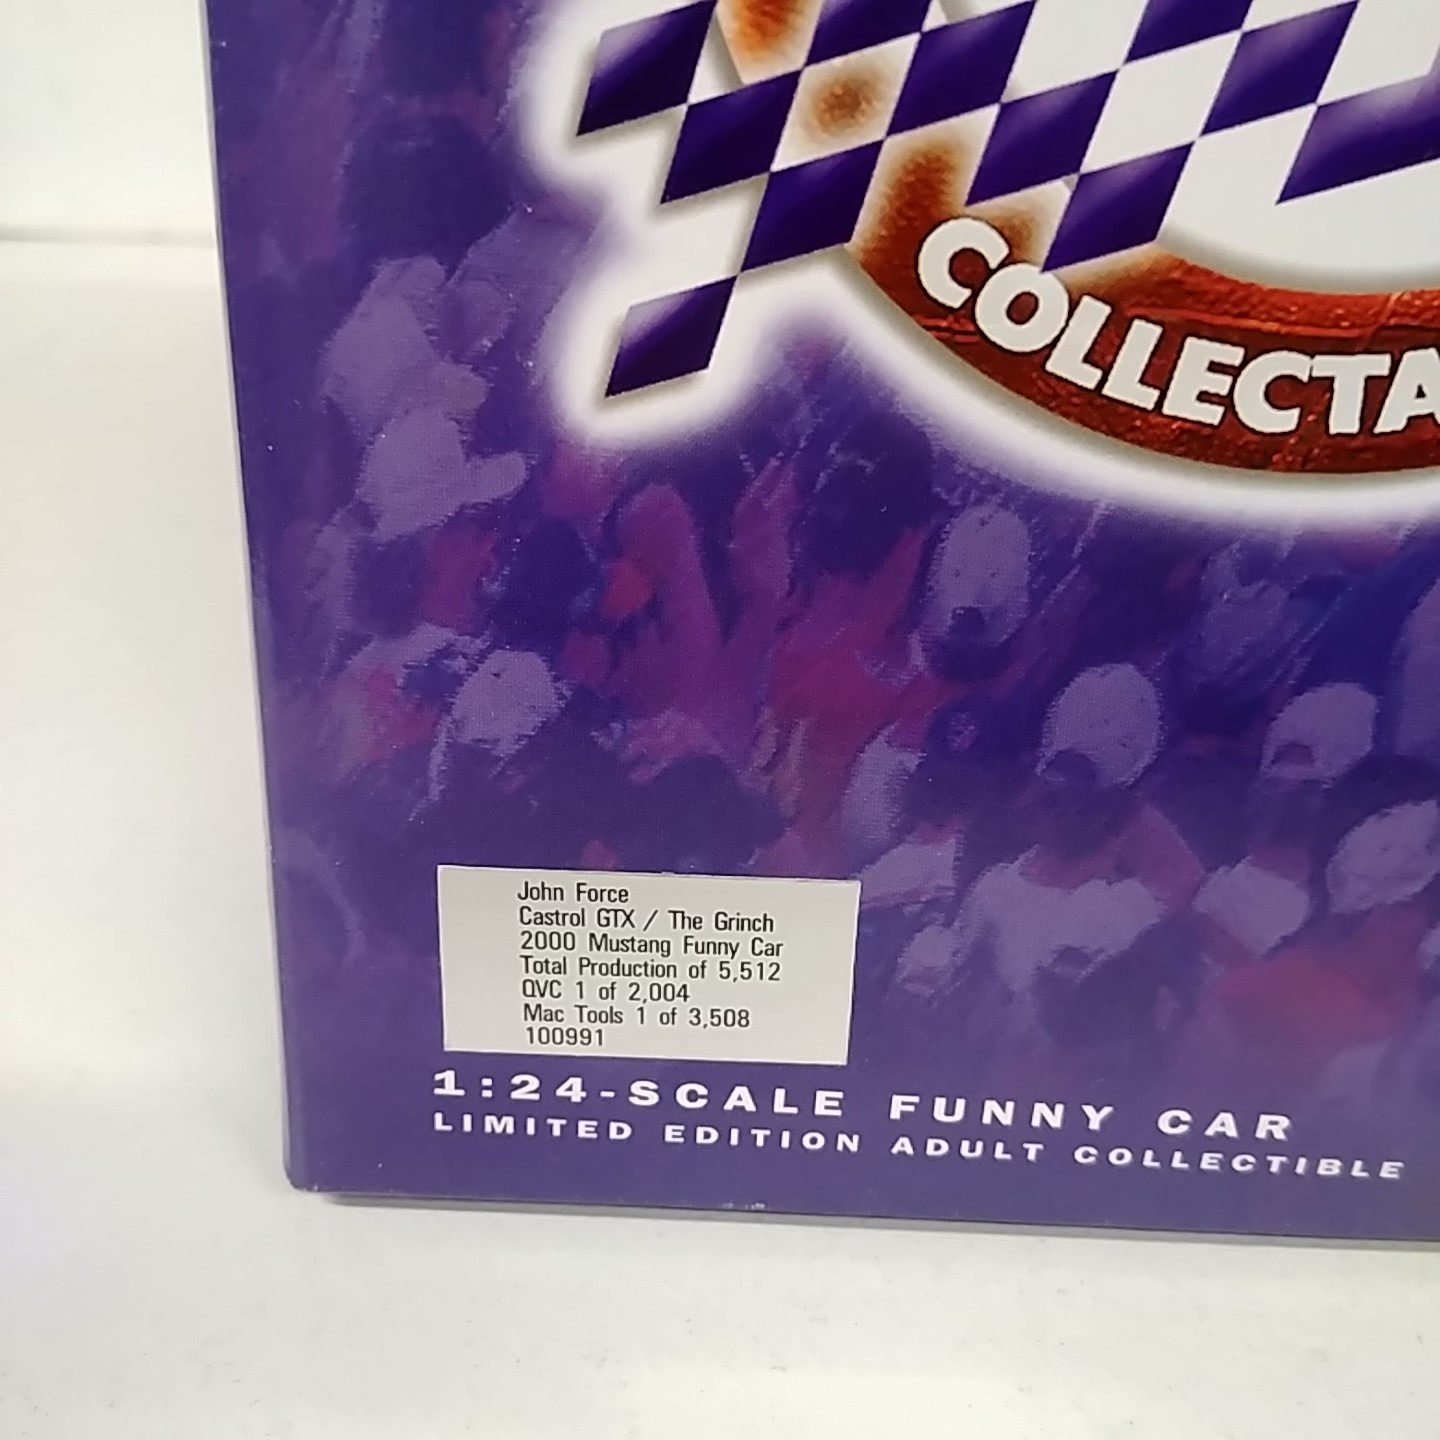 COLLECTA
John Force
Castrol GTX / The Grinch
2000 Mustang Funny Car
Total Production of 5,512
QVC 1 of 2,004
Mac Tools 1 of 3,508
100991
1:24-SCALE FUNNY CAR
LIMITED EDITION ADULT COLLECTIBLE